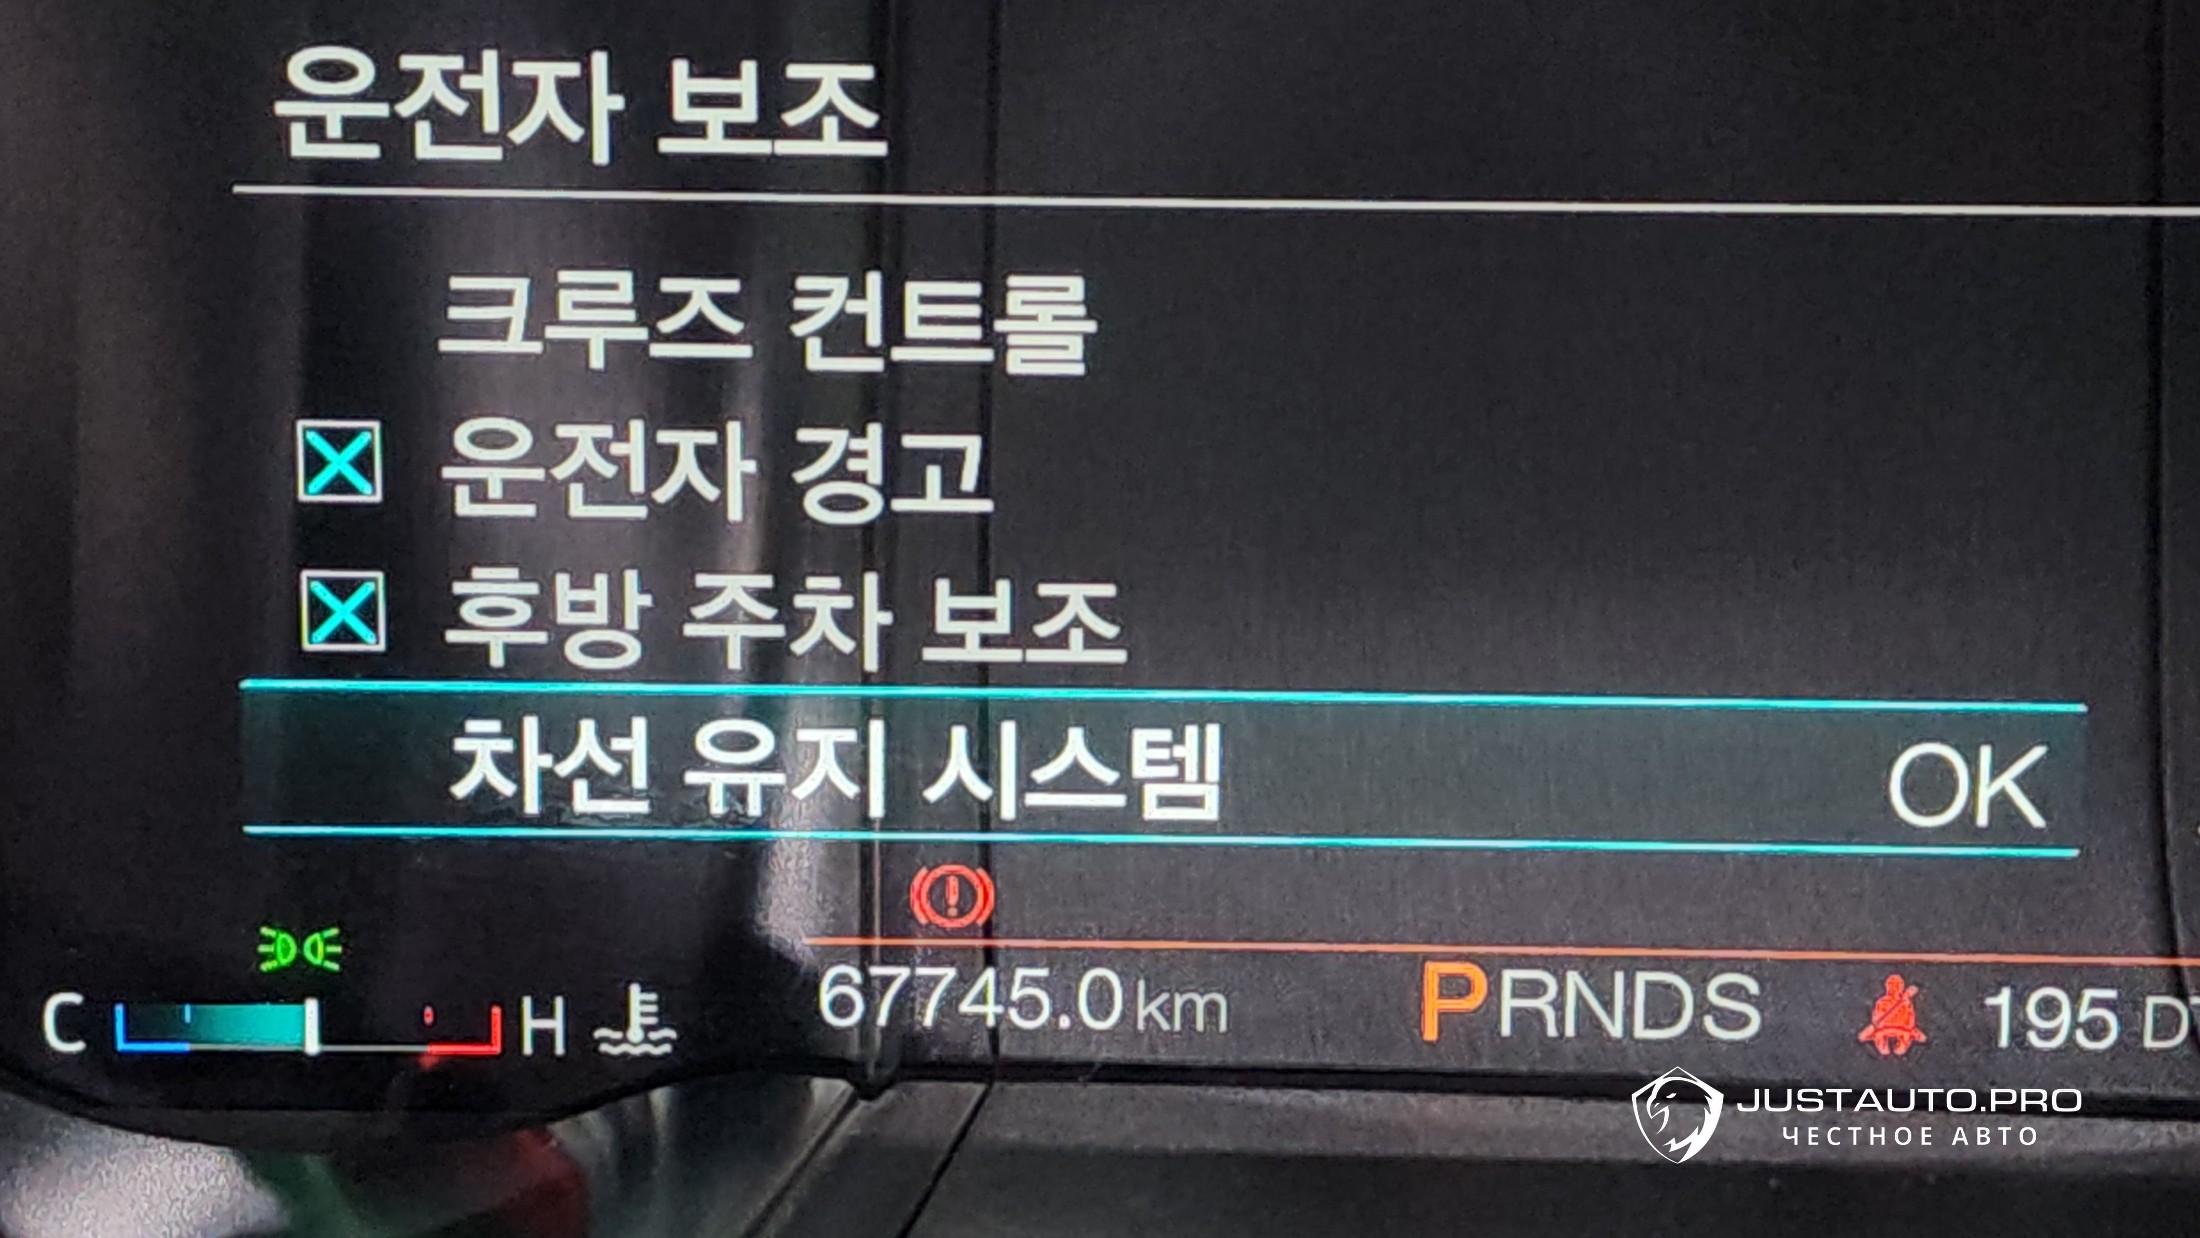 운전자 보조
크루즈 컨트롤
운전자 경고
후방 주차 보조
차선 유지 시스템 OK
C H 67745.0 km PRNDS 195
JUSTAUTO.PRO
ЧЕСТНОЕ АВТО